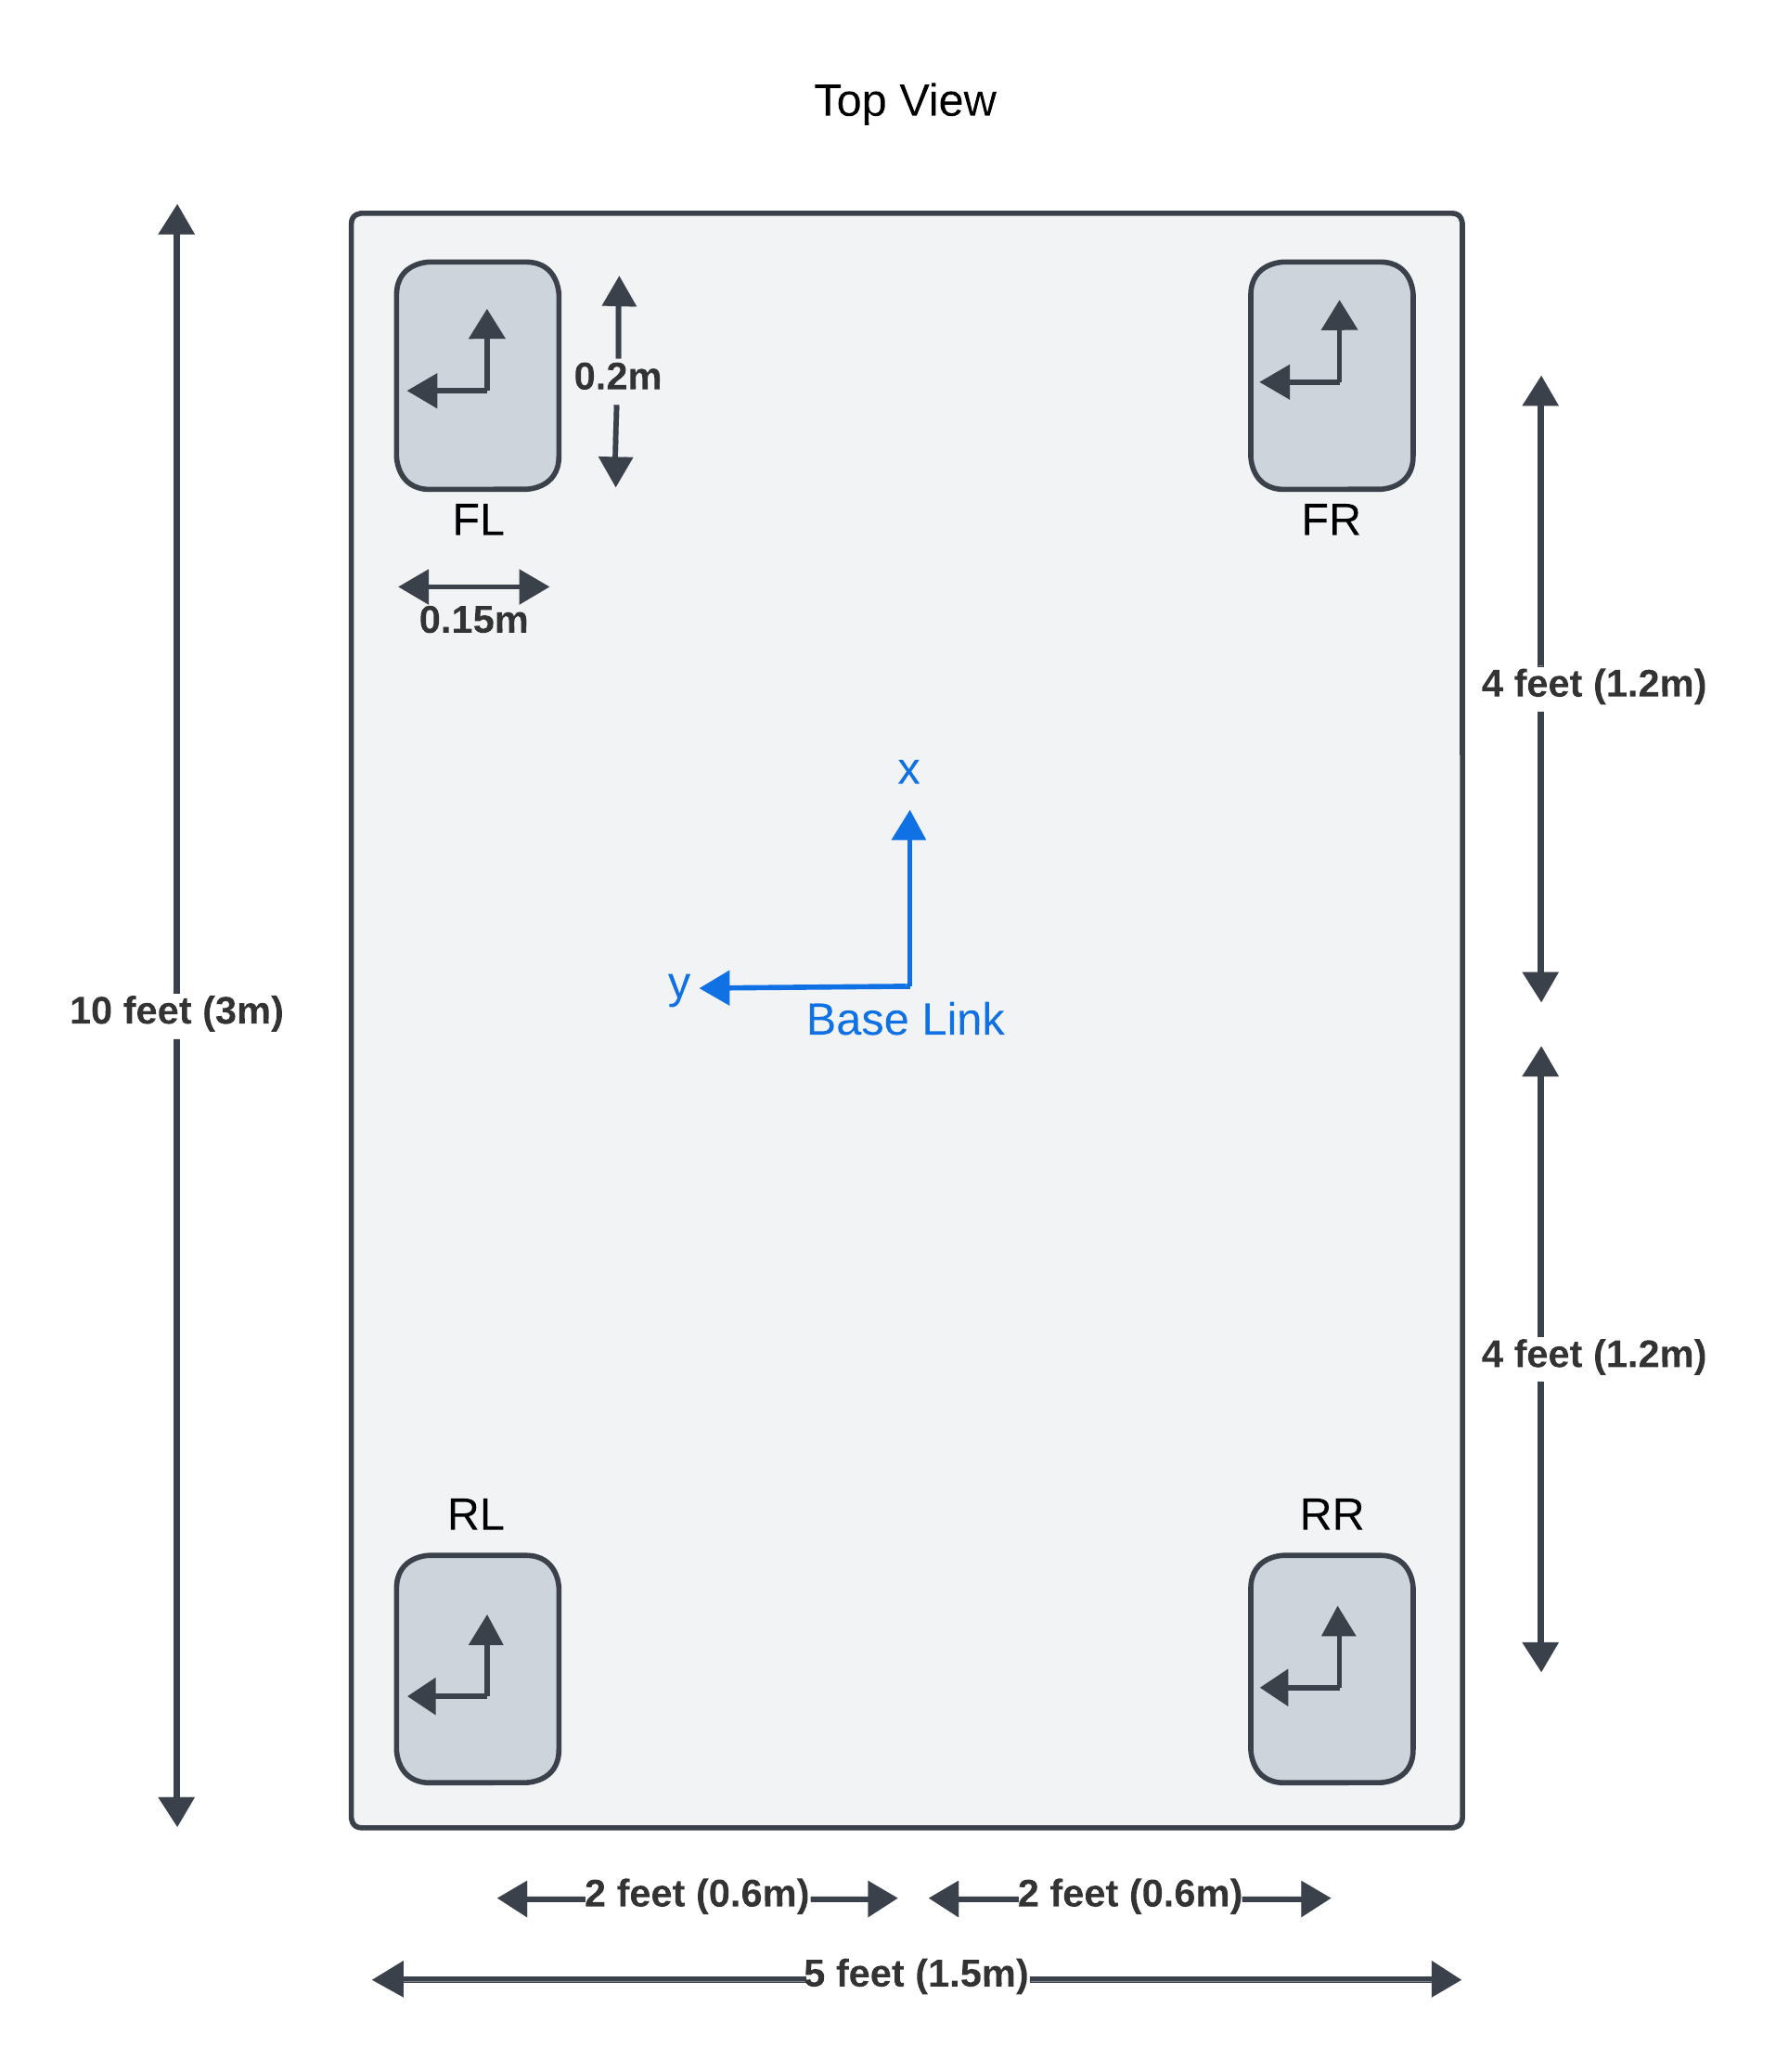 Top View
0.2m
FL
FR
0.15m
4 feet (1.2m)
x
y
Base Link
10 feet (3m)
4 feet (1.2m)
RL
RR
2 feet (0.6m)
2 feet (0.6m)
5 feet (1.5m)